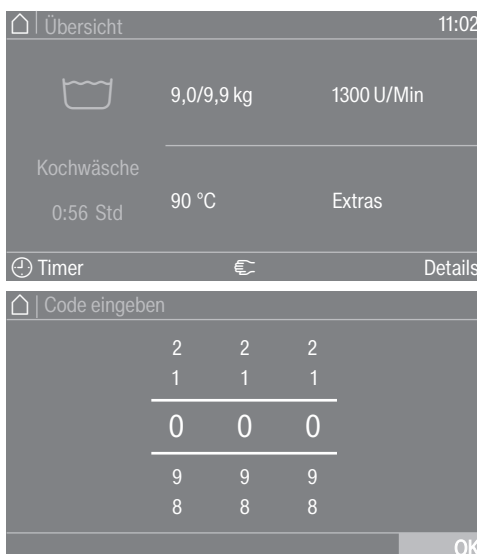 Übersicht 11:02
9,0/9,9 kg 1300 U/Min
Kochwäsche
90 °C Extras
0:56 Std
Timer Details
Code eingeben
2 2 2
1 1 1
0 0 0
9 9 9
8 8 8
OK